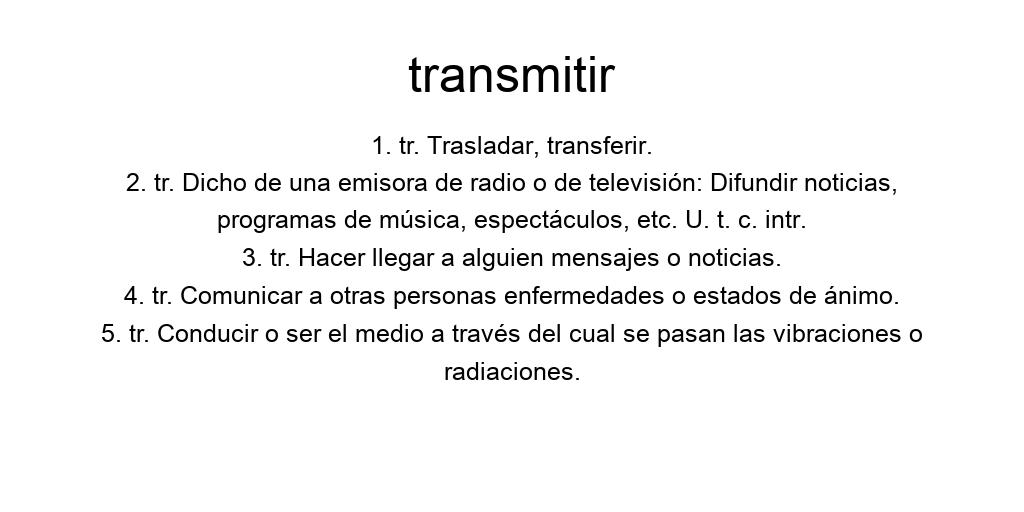 transmitir
1. tr. Trasladar, transferir.
2. tr. Dicho de una emisora de radio o de televisión: Difundir noticias,
programas de música, espectáculos, etc. U. t. c. intr.
3. tr. Hacer llegar a alguien mensajes o noticias.
4. tr. Comunicar a otras personas enfermedades o estados de ánimo.
5. tr. Conducir o ser el medio a través del cual se pasan las vibraciones o
radiaciones.